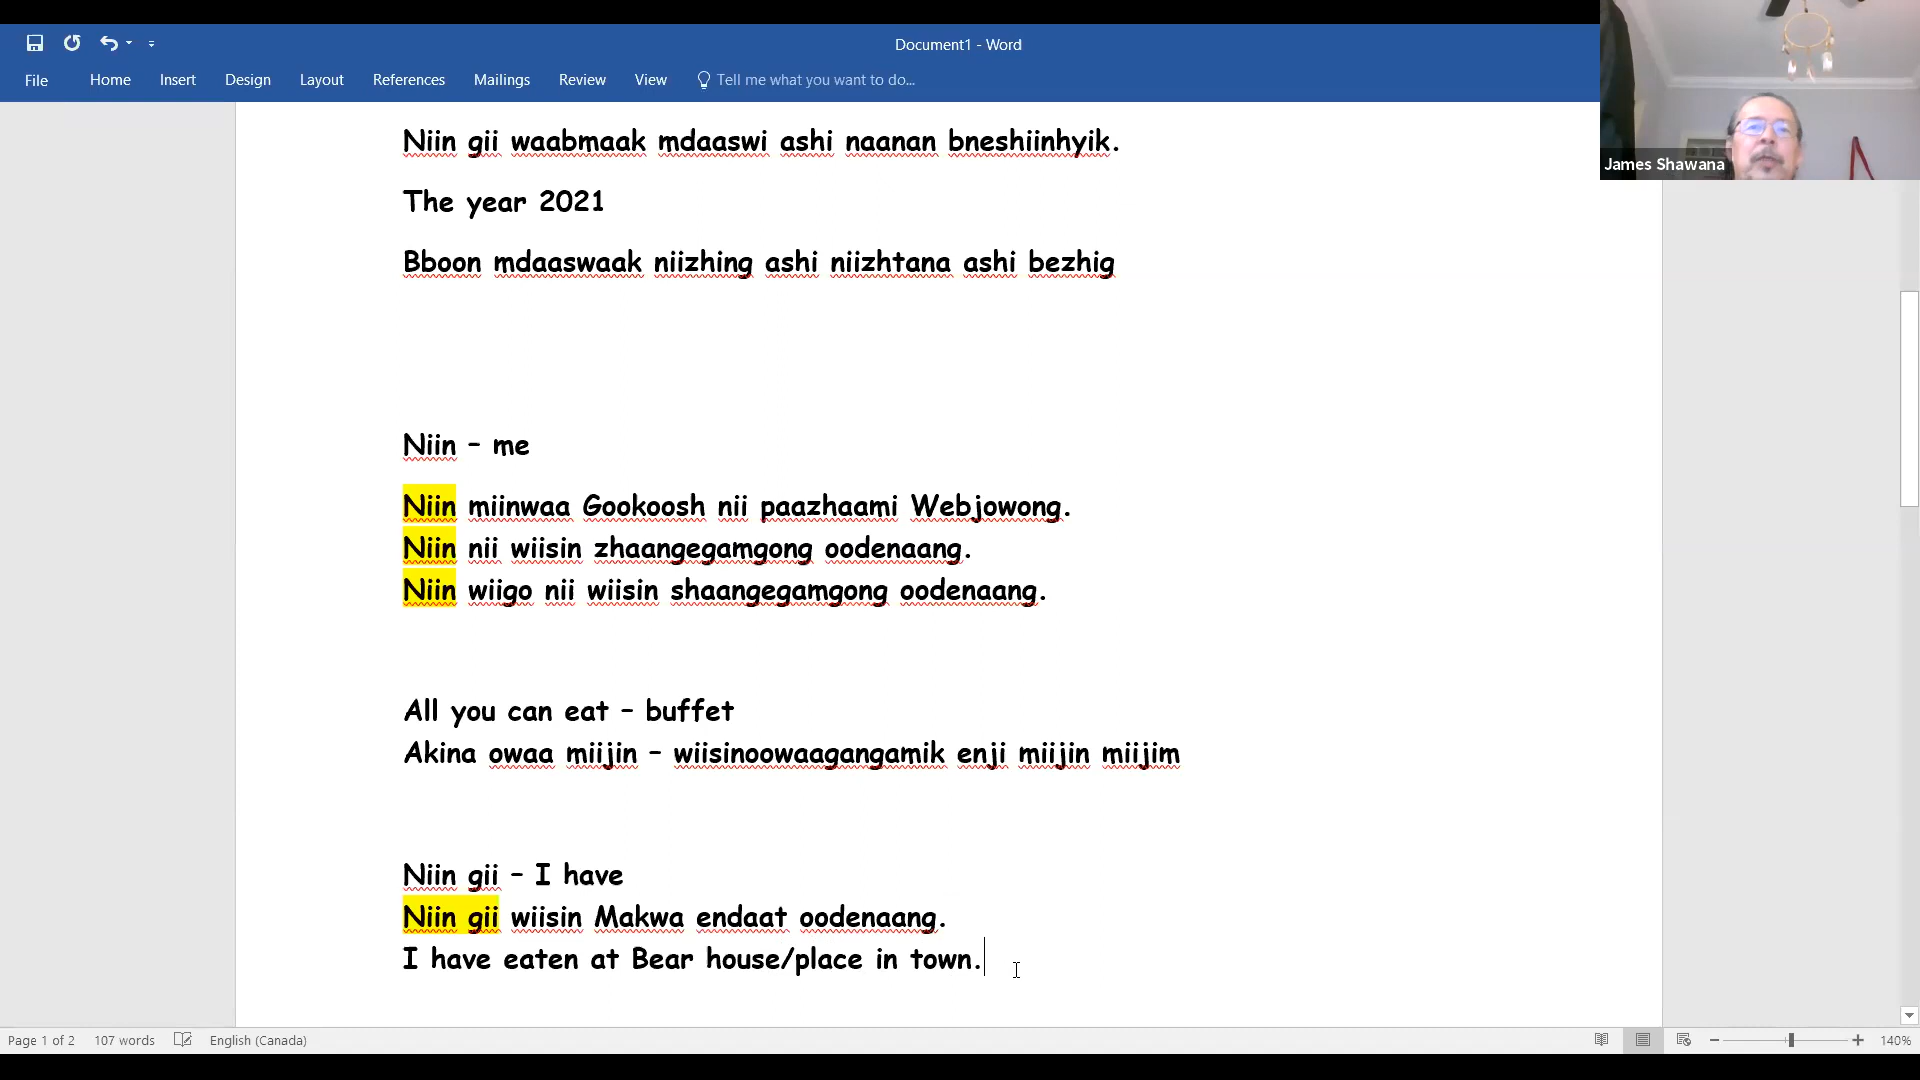 Document1 - Word
File Home Insert Design Layout References Mailings Review View Tell me what you want to do...
James Shawana
Niin gii waabmaak mdaaswi ashi naanan bneshiinhyik.
The year 2021
Bboon mdaaswaak niizhing ashi niizhtana ashi bezhig
Niin – me
Niin miinwaa Gookoosh nii paazhaami Webjowong.
Niin nii wiisin zhaangegamgong oodenaang.
Niin wiigo nii wiisin shaangegamgong oodenaang.
All you can eat – buffet
Akina owaa miijin – wiisinoowaagangamik enji miijin miijim
Niin gii – I have
Niin gii wiisin Makwa endaat oodenaang.
I have eaten at Bear house/place in town.
Page 1 of 2 107 words English (Canada) 140%